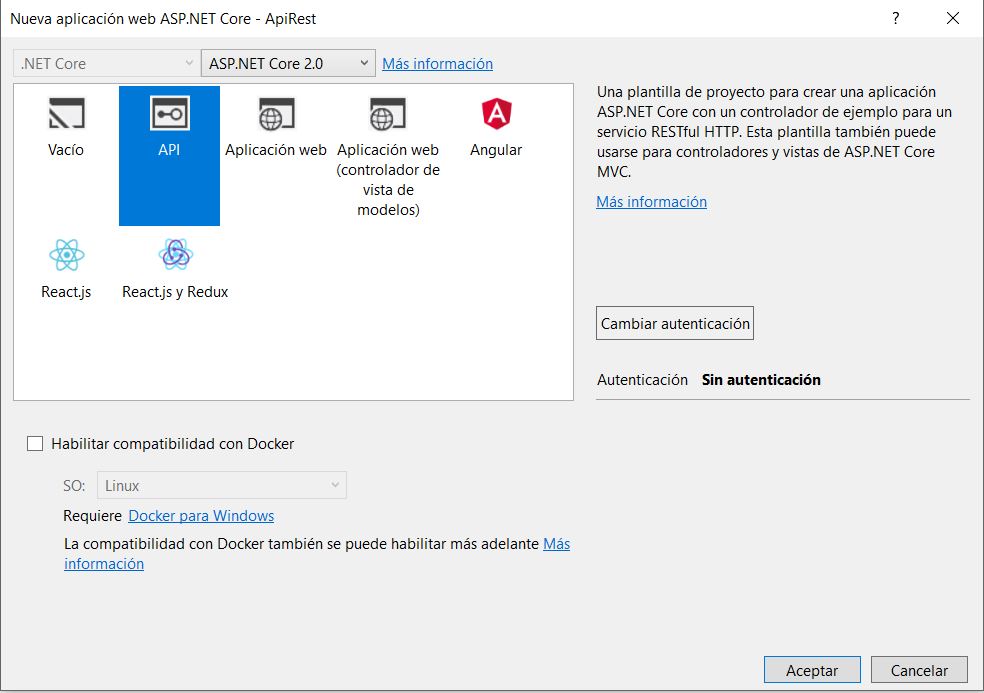 Nueva aplicación web ASP.NET Core - ApiRest
?
.NET Core
ASP.NET Core 2.0
Más información
Vacío
API
Aplicación web
Aplicación web
(controlador de
vista de
modelos)
Angular
React.js
React.js y Redux
Una plantilla de proyecto para crear una aplicación
ASP.NET Core con un controlador de ejemplo para un
servicio RESTful HTTP. Esta plantilla también puede
usarse para controladores y vistas de ASP.NET Core
MVC.
Más información
Cambiar autenticación
Autenticación Sin autenticación
Habilitar compatibilidad con Docker
SO: Linux
Requiere Docker para Windows
La compatibilidad con Docker también se puede habilitar más adelante Más
información
Aceptar
Cancelar